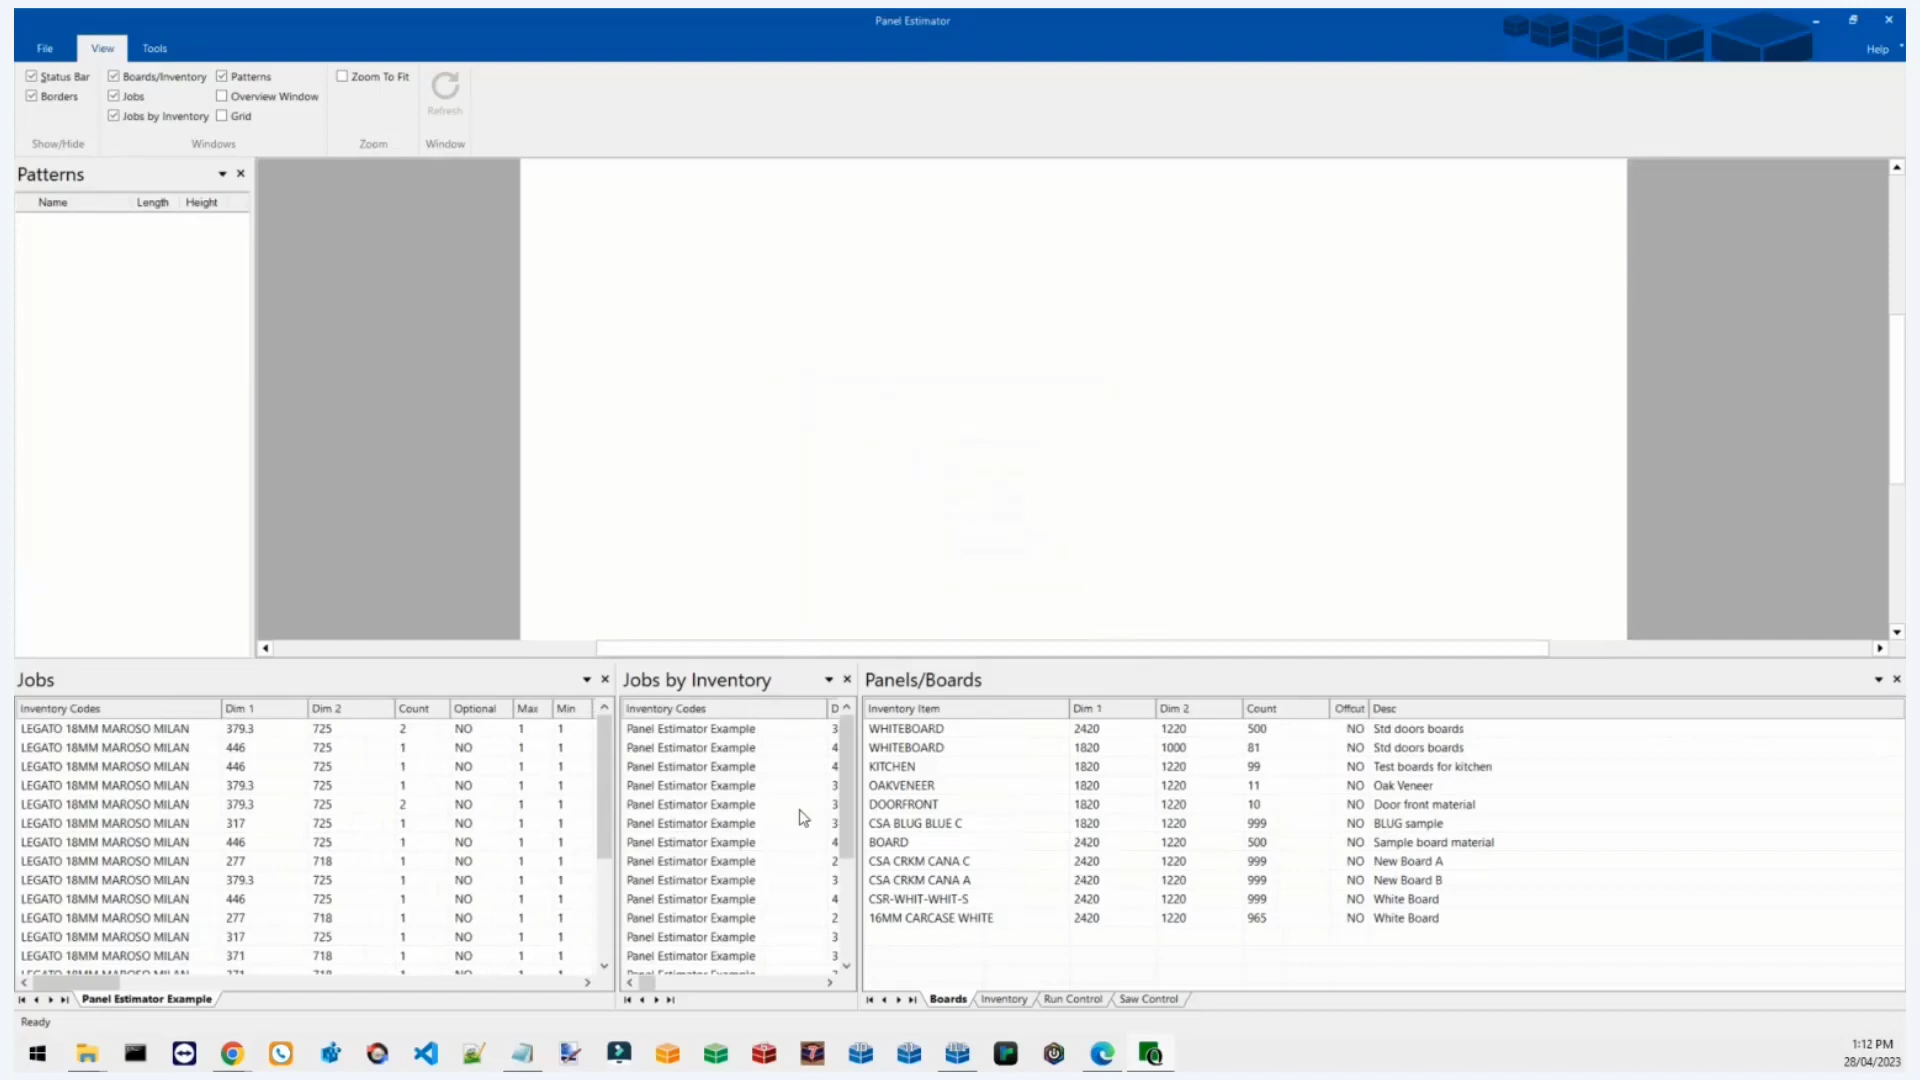 Panel Estimator
File View Tools Help
Status Bar Boards/Inventory Patterns Zoom To Fit
Borders Jobs Overview Window Refresh
Jobs by Inventory Grid
Show/Hide Windows Zoom Window
Patterns
Name Length Height
Jobs
Inventory Codes Dim 1 Dim 2 Count Optional Max Min
LEGATO 18MM MAROSO MILAN 379.3 725 2 NO 1 1
LEGATO 18MM MAROSO MILAN 446 725 1 NO 1 1
LEGATO 18MM MAROSO MILAN 446 725 1 NO 1 1
LEGATO 18MM MAROSO MILAN 379.3 725 1 NO 1 1
LEGATO 18MM MAROSO MILAN 379.3 725 2 NO 1 1
LEGATO 18MM MAROSO MILAN 317 725 1 NO 1 1
LEGATO 18MM MAROSO MILAN 446 725 1 NO 1 1
LEGATO 18MM MAROSO MILAN 277 718 1 NO 1 1
LEGATO 18MM MAROSO MILAN 379.3 725 1 NO 1 1
LEGATO 18MM MAROSO MILAN 446 725 1 NO 1 1
LEGATO 18MM MAROSO MILAN 277 718 1 NO 1 1
LEGATO 18MM MAROSO MILAN 317 725 1 NO 1 1
LEGATO 18MM MAROSO MILAN 371 718 1 NO 1 1
Panel Estimator Example
Jobs by Inventory
Inventory Codes D
Panel Estimator Example 3
Panel Estimator Example 4
Panel Estimator Example 4
Panel Estimator Example 3
Panel Estimator Example 3
Panel Estimator Example 3
Panel Estimator Example 4
Panel Estimator Example 2
Panel Estimator Example 3
Panel Estimator Example 4
Panel Estimator Example 2
Panel Estimator Example 3
Panel Estimator Example 3
Panels/Boards
Inventory Item Dim 1 Dim 2 Count Offcut Desc
WHITEBOARD 2420 1220 500 NO Std doors boards
WHITEBOARD 1820 1000 81 NO Std doors boards
KITCHEN 1820 1220 99 NO Test boards for kitchen
OAKVENEER 1820 1220 11 NO Oak Veneer
DOORFRONT 1820 1220 10 NO Door front material
CSA BLUG BLUE C 1820 1220 999 NO BLUG sample
BOARD 2420 1220 500 NO Sample board material
CSA CRKM CANA C 2420 1220 999 NO New Board A
CSA CRKM CANA A 2420 1220 999 NO New Board B
CSR-WHIT-WHIT-S 2420 1220 999 NO White Board
16MM CARCASE WHITE 2420 1220 965 NO White Board
Boards Inventory Run Control Saw Control
Ready
1:12 PM
28/04/2023